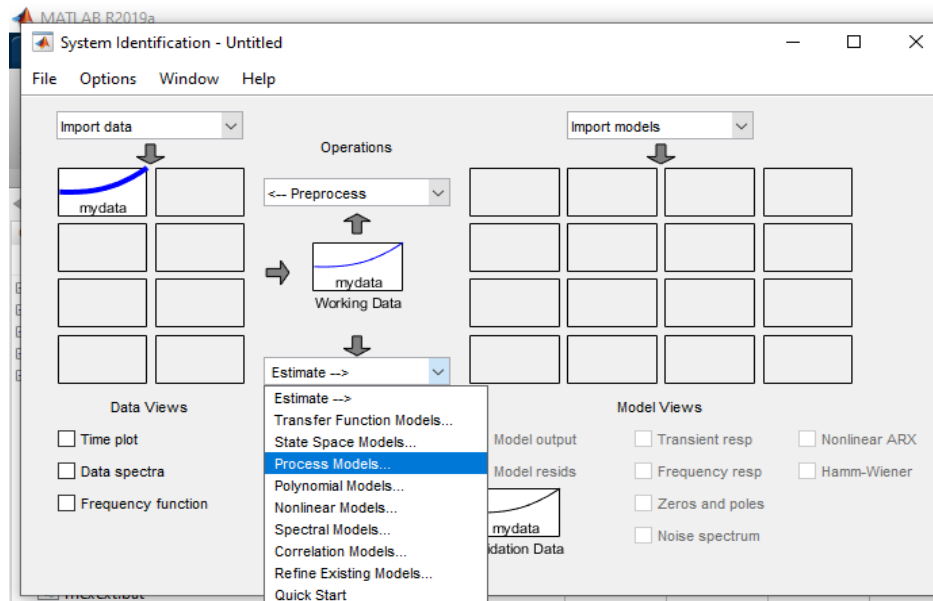 MATLAB R2019a
System Identification - Untitled
File Options Window Help
Import data
Import models
Operations
<-- Preprocess
mydata
mydata
Working Data
Estimate -->
Estimate -->
Transfer Function Models...
State Space Models...
Process Models...
Polynomial Models...
Nonlinear Models...
Spectral Models...
Correlation Models...
Refine Existing Models...
Quick Start
Data Views
Time plot
Data spectra
Frequency function
Model Views
Model output
Transient resp
Nonlinear ARX
Model resids
Frequency resp
Hamm-Wiener
Zeros and poles
Noise spectrum
mydata
idation Data